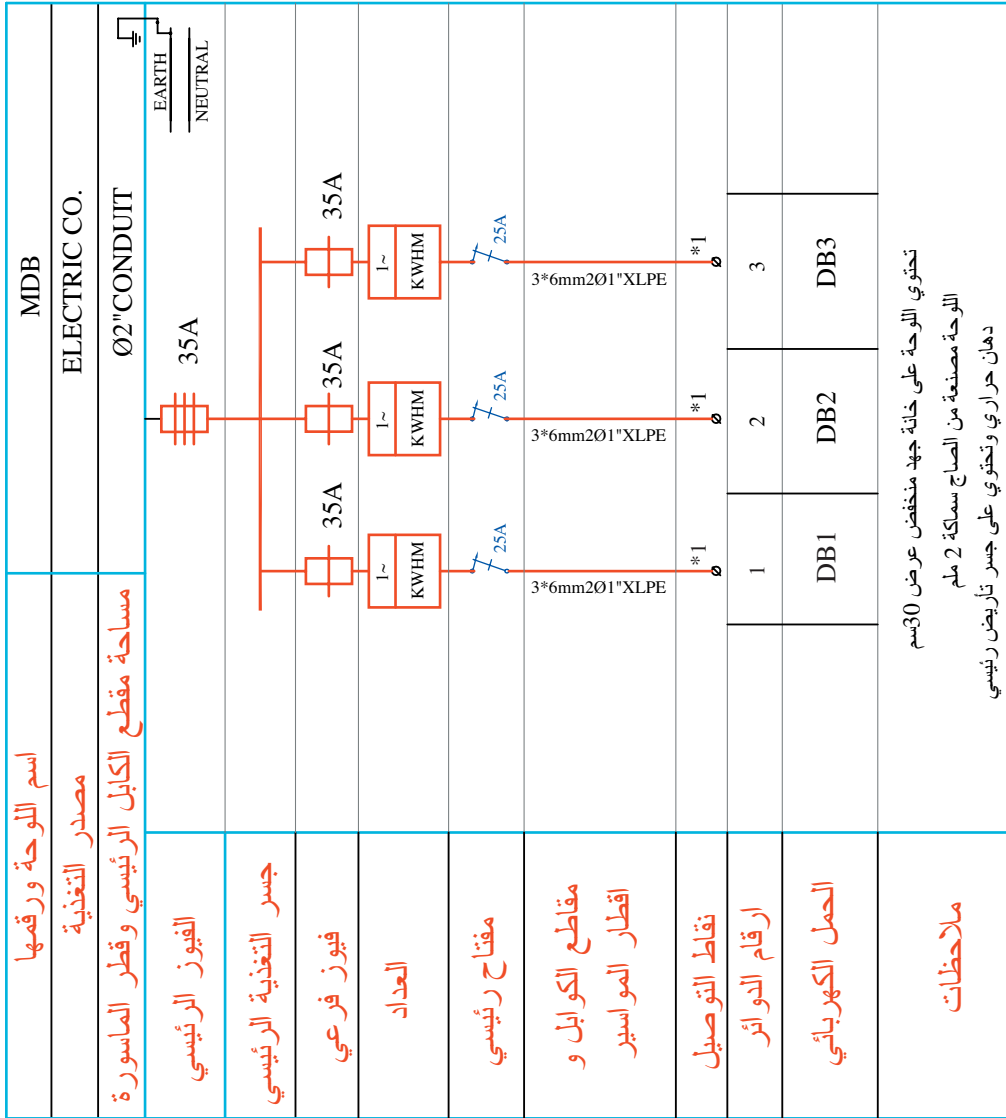 اسم اللوحة ورقمها
MDB
مصدر التغذية
ELECTRIC CO.
مساحة مقطع الكابل الرئيسي وقطر الماسورة
Ø2"CONDUIT
الفيوز الرئيسي
35A
EARTH
NEUTRAL
جسر التغذية الرئيسي
فيوز فرعي
35A
35A
35A
العداد
1~
KWHM
1~
KWHM
1~
KWHM
مفتاح رئيسي
25A
25A
25A
مقاطع الكوابل و
اقطار المواسير
3*6mm2Ø1"XLPE
3*6mm2Ø1"XLPE
3*6mm2Ø1"XLPE
نقاط التوصيل
*1
*1
*1
ارقام الدوائر
1
2
3
الحمل الكهربائي
DB1
DB2
DB3
ملاحظات
تحتوي اللوحة على خانة جهد منخفض عرض 30سم
اللوحة مصنعة من الصاج سماكة 2 ملم
دهان حراري وتحتوي على جسر تاريض رئيسي